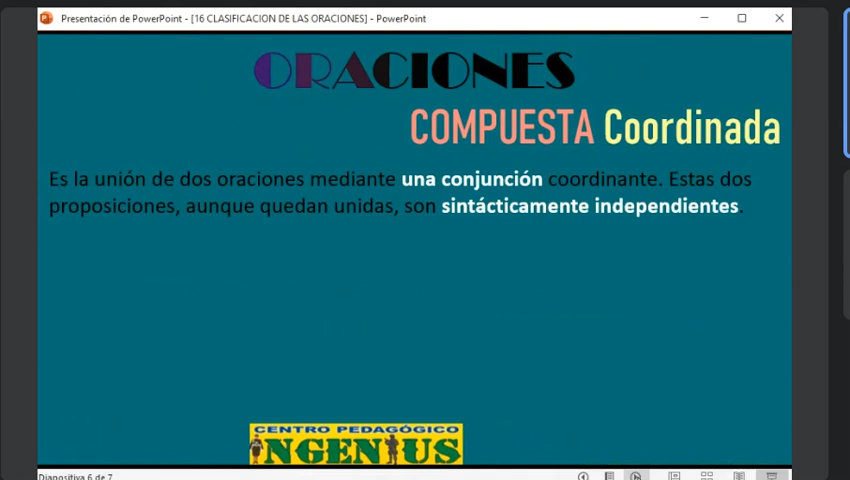 Presentación de PowerPoint - [16 CLASIFICACION DE LAS ORACIONES] - PowerPoint
ORACIONES
COMPUESTA Coordinada
Es la unión de dos oraciones mediante una conjunción coordinante. Estas dos
proposiciones, aunque quedan unidas, son sintácticamente independientes.
CENTRO PEDAGÓGICO
INGENIUS
Diapositiva 6 de 7